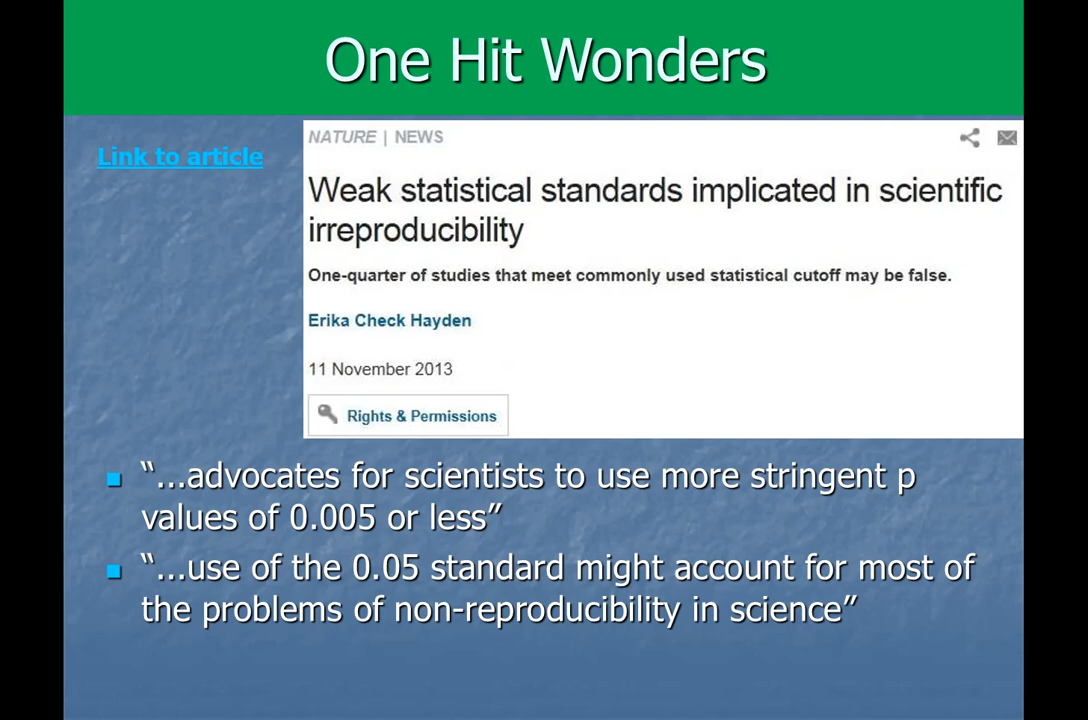 One Hit Wonders
Link to article
NATURE | NEWS
Weak statistical standards implicated in scientific
irreproducibility
One-quarter of studies that meet commonly used statistical cutoff may be false.
Erika Check Hayden
11 November 2013
Rights & Permissions
“...advocates for scientists to use more stringent p
values of 0.005 or less”
“...use of the 0.05 standard might account for most of
the problems of non-reproducibility in science”